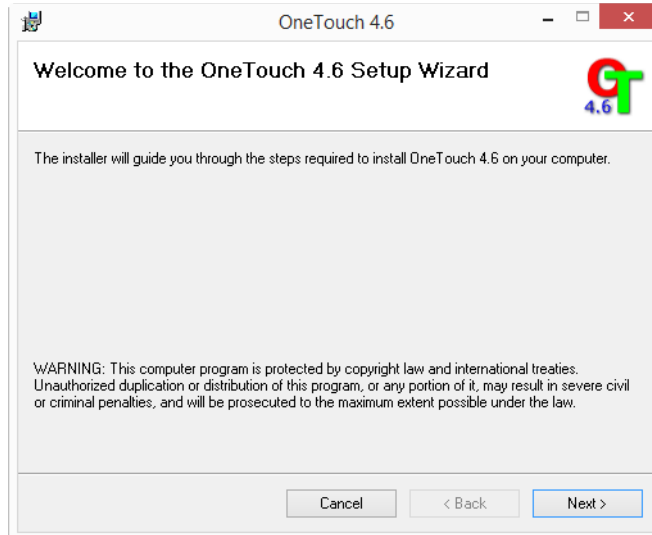 OneTouch 4.6
Welcome to the OneTouch 4.6 Setup Wizard
OT
4.6
The installer will guide you through the steps required to install OneTouch 4.6 on your computer.
WARNING: This computer program is protected by copyright law and international treaties.
Unauthorized duplication or distribution of this program, or any portion of it, may result in severe civil
or criminal penalties, and will be prosecuted to the maximum extent possible under the law.
Cancel < Back Next >